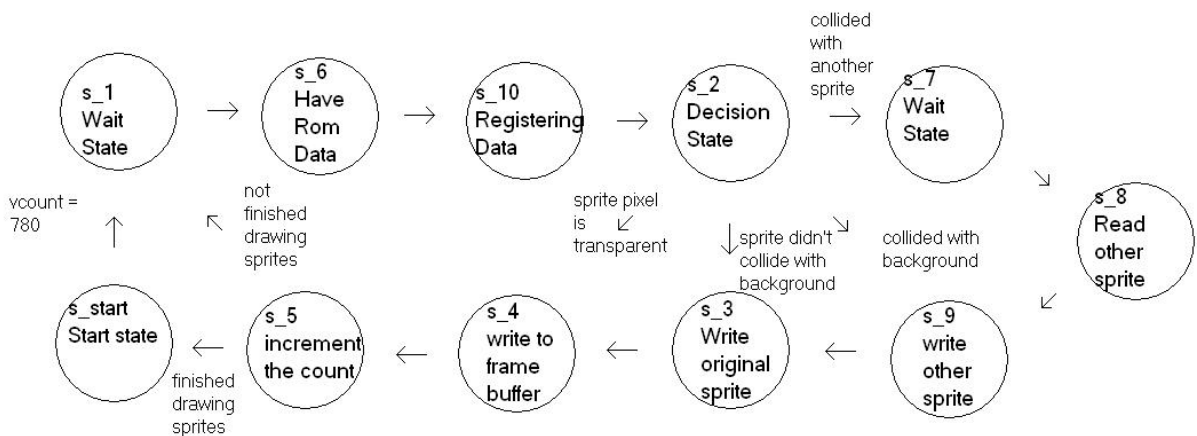 s_1
Wait
State
s_6
Have
Rom
Data
s_10
Registering
Data
s_2
Decision
State
collided
with
another
sprite
s_7
Wait
State
s_8
Read
other
sprite
vcount =
780
not
finished
drawing
sprites
sprite pixel
is
transparent
sprite didn't
collide with
background
collided with
background
s_start
Start state
finished
drawing
sprites
s_5
increment
the count
s_4
write to
frame
buffer
s_3
Write
original
sprite
s_9
write
other
sprite